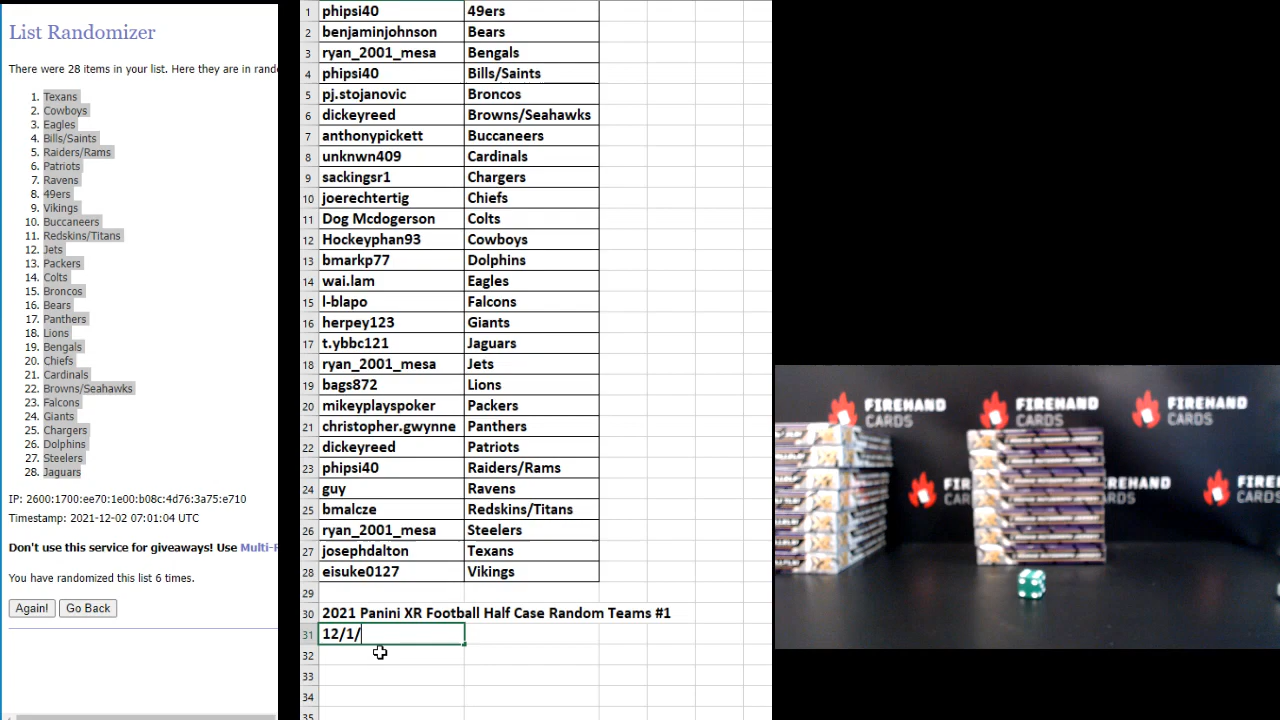 List Randomizer
There were 28 items in your list. Here they are in rand
1. Texans
2. Cowboys
3. Eagles
4. Bills/Saints
5. Raiders/Rams
6. Patriots
7. Ravens
8. 49ers
9. Vikings
10. Buccaneers
11. Redskins/Titans
12. Jets
13. Packers
14. Colts
15. Broncos
16. Bears
17. Panthers
18. Lions
19. Bengals
20. Chiefs
21. Cardinals
22. Browns/Seahawks
23. Falcons
24. Giants
25. Chargers
26. Dolphins
27. Steelers
28. Jaguars
IP: 2600:1700:ee70:1e00:b08c:4d76:3a75:e710
Timestamp: 2021-12-02 07:01:04 UTC
Don't use this service for giveaways! Use Multi-R
You have randomized this list 6 times.
Again! Go Back
1 phipsi40 49ers
2 benjaminjohnson Bears
3 ryan_2001_mesa Bengals
4 phipsi40 Bills/Saints
5 pj.stojanovic Broncos
6 dickeyreed Browns/Seahawks
7 anthonypickett Buccaneers
8 unknwn409 Cardinals
9 sackingsr1 Chargers
10 joerechtertig Chiefs
11 Dog Mcdogerson Colts
12 Hockeyphan93 Cowboys
13 bmarkp77 Dolphins
14 wai.lam Eagles
15 l-blapo Falcons
16 herpey123 Giants
17 t.ybbc121 Jaguars
18 ryan_2001_mesa Jets
19 bags872 Lions
20 mikeyplayspoker Packers
21 christopher.gwynne Panthers
22 dickeyreed Patriots
23 phipsi40 Raiders/Rams
24 guy Ravens
25 bmalcze Redskins/Titans
26 ryan_2001_mesa Steelers
27 josephdalton Texans
28 eisuke0127 Vikings
29
30 2021 Panini XR Football Half Case Random Teams #1
31 12/1/
32
33
34
35
FIREHAND CARDS
FIREHAND CARDS
FIREHAND CARDS
FIRE
REHAND
CARDS
FIREH
CARDS